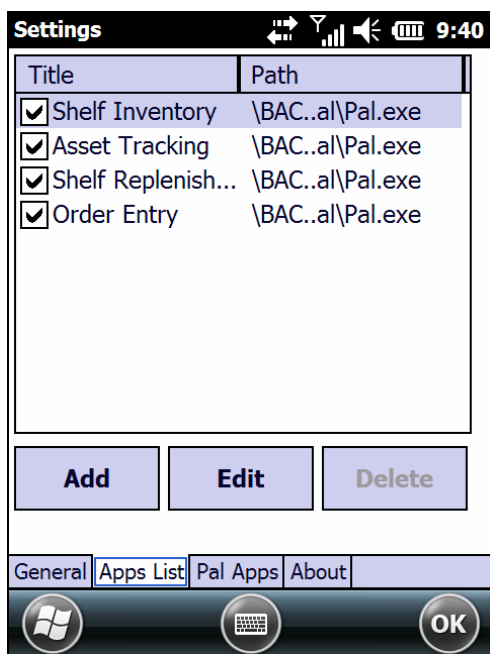 Settings 9:40
Title Path
Shelf Inventory \BAC..al\Pal.exe
Asset Tracking \BAC..al\Pal.exe
Shelf Replenish... \BAC..al\Pal.exe
Order Entry \BAC..al\Pal.exe
Add Edit Delete
General Apps List Pal Apps About
OK